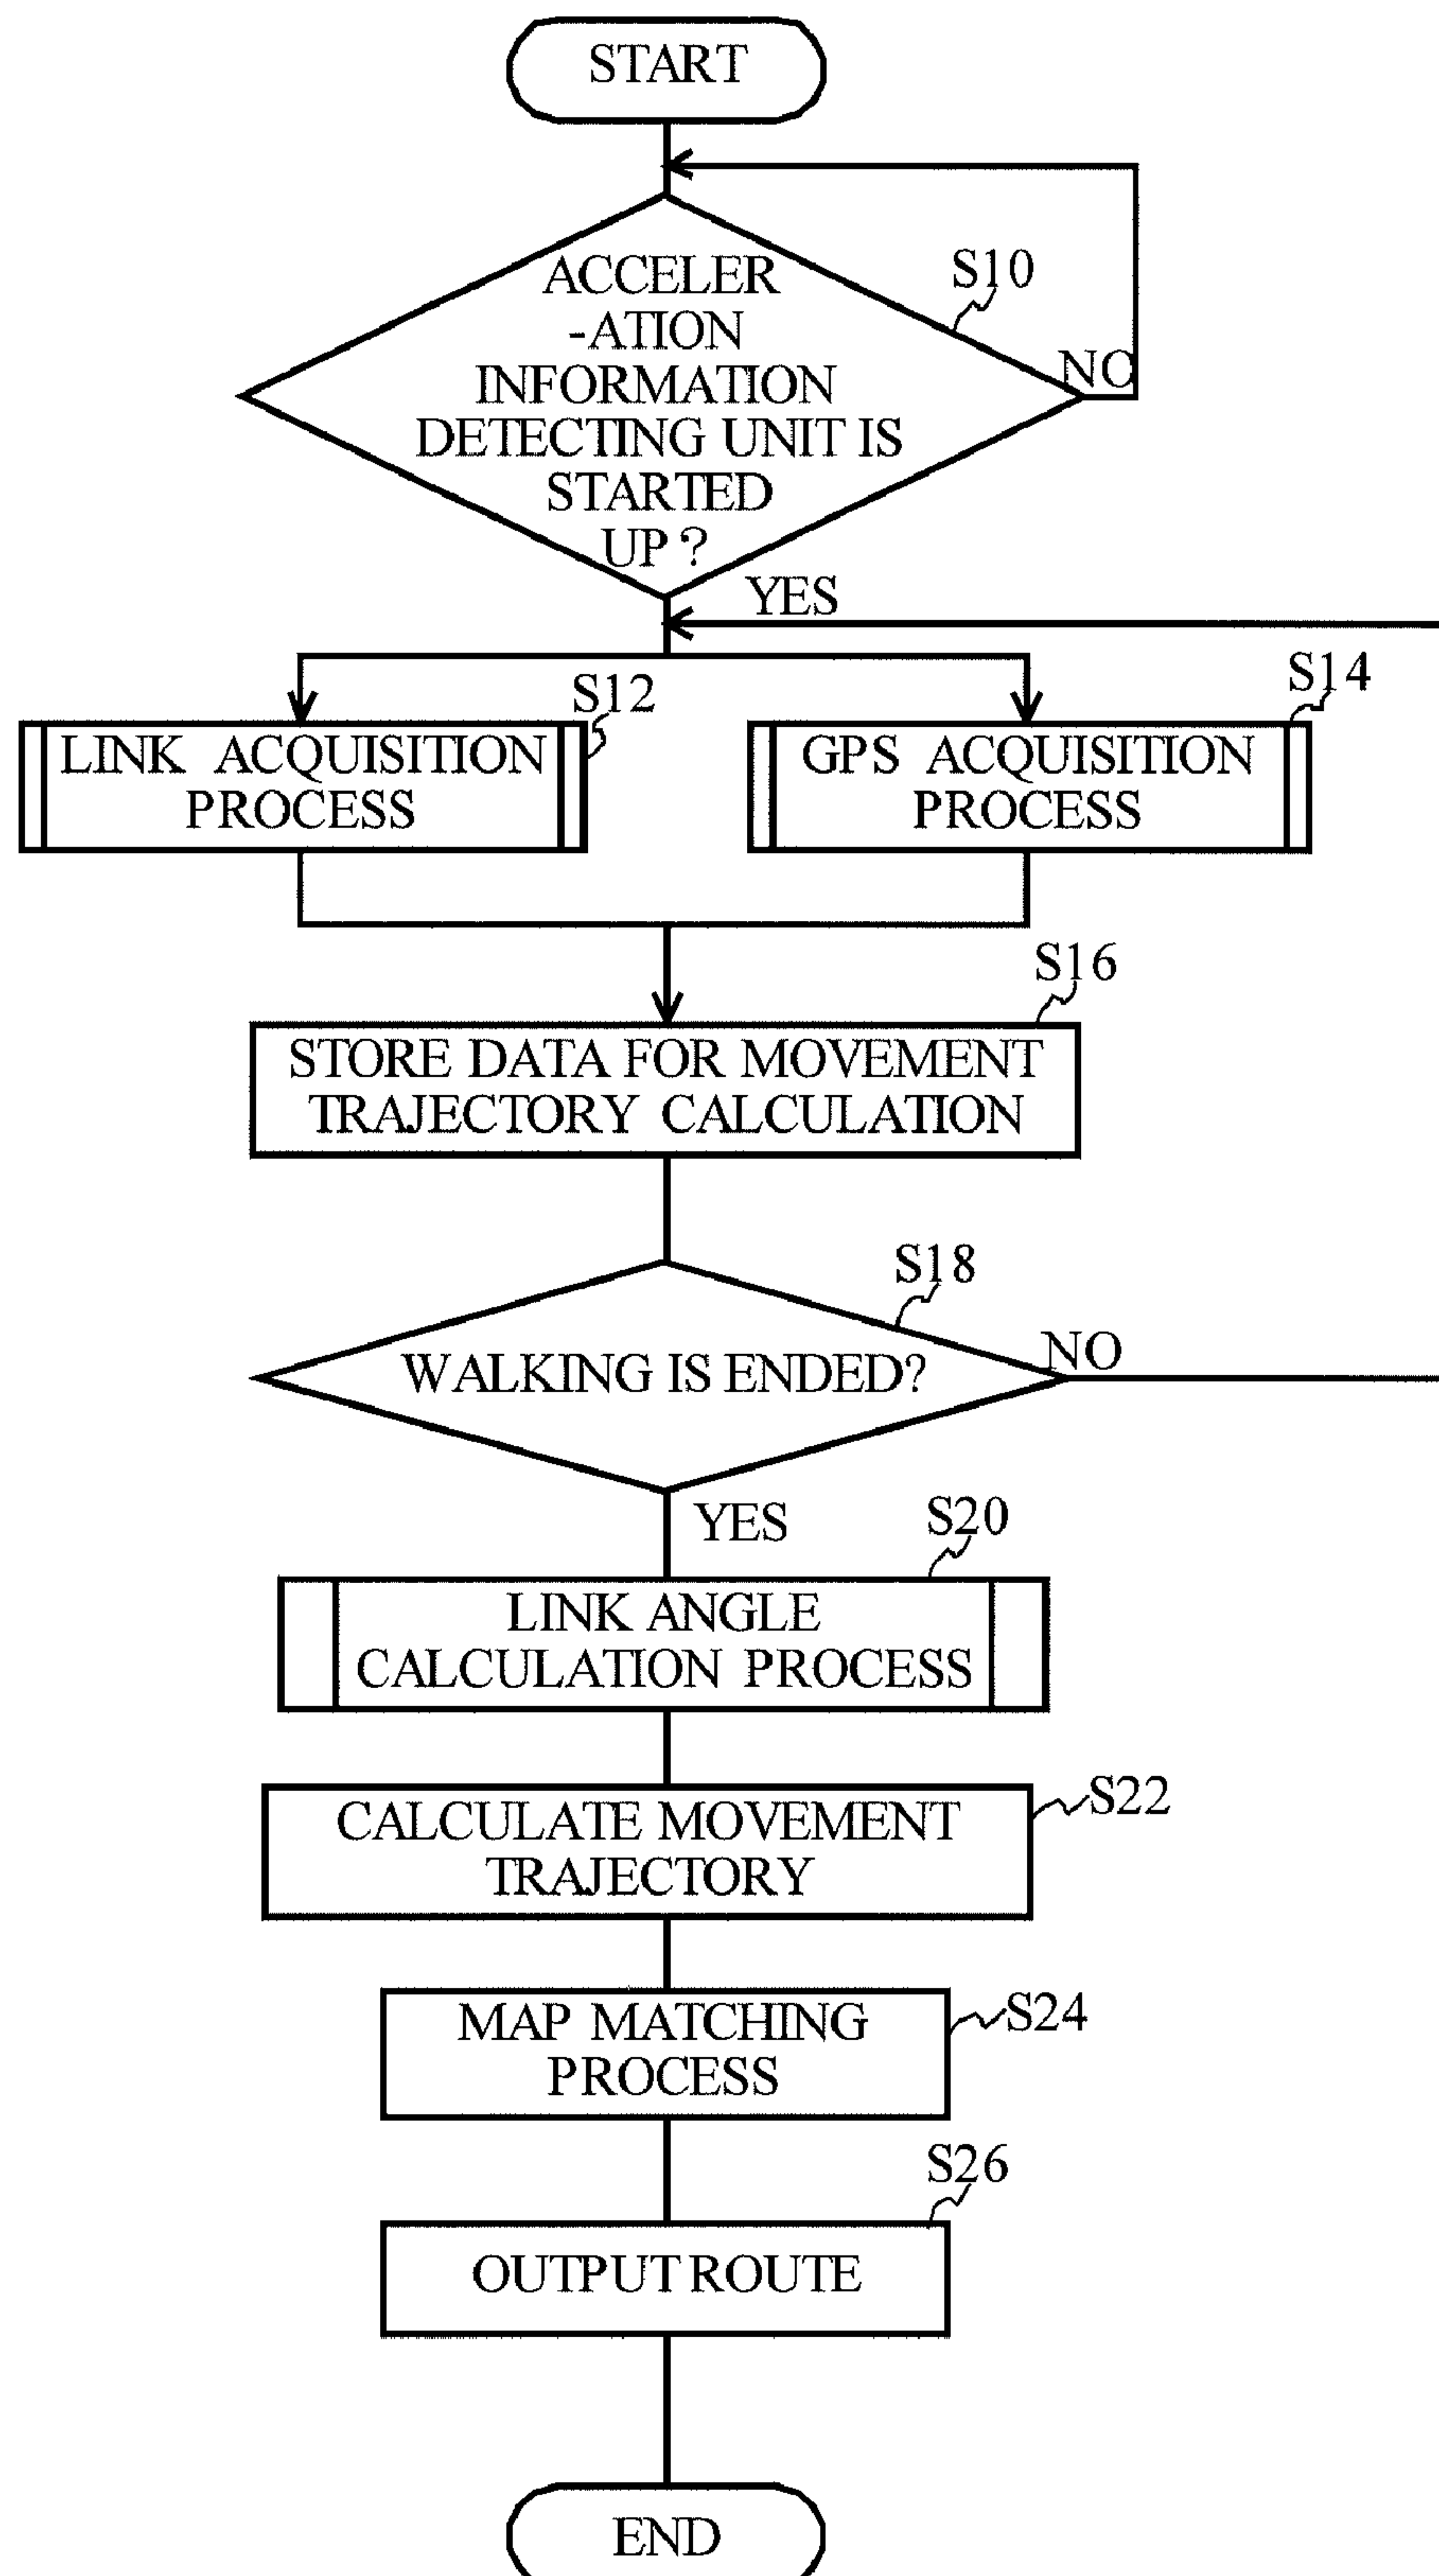 START
S10
ACCELER
-ATION
INFORMATION
DETECTING UNIT IS
STARTED
UP?
NO
YES
S12
LINK ACQUISITION
PROCESS
S14
GPS ACQUISITION
PROCESS
S16
STORE DATA FOR MOVEMENT
TRAJECTORY CALCULATION
S18
WALKING IS ENDED?
NO
YES
S20
LINK ANGLE
CALCULATION PROCESS
S22
CALCULATE MOVEMENT
TRAJECTORY
MAP MATCHING
PROCESS
S24
S26
OUTPUT ROUTE
END